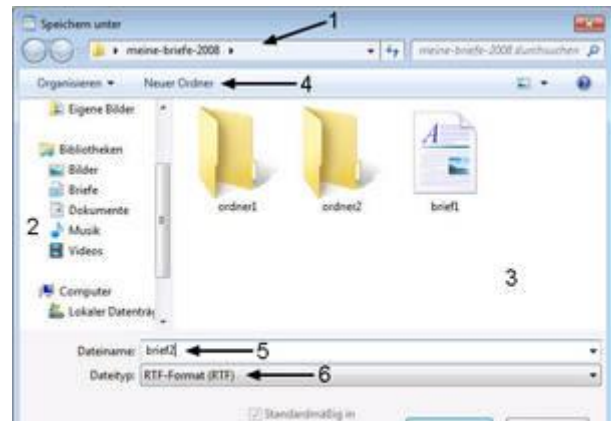 Speichern unter
1
meine-briefe-2008
meine-briefe-2008 durchsuchen
Organisieren
Neuer Ordner
4
Eigene Bilder
Bibliotheken
Bilder
Briefe
Dokumente
2
Musik
Videos
Computer
Lokaler Datenträ
ordner1
ordner2
brief1
3
Dateiname: brief2
5
Dateityp: RTF-Format (RTF)
6
Standardmäßig in